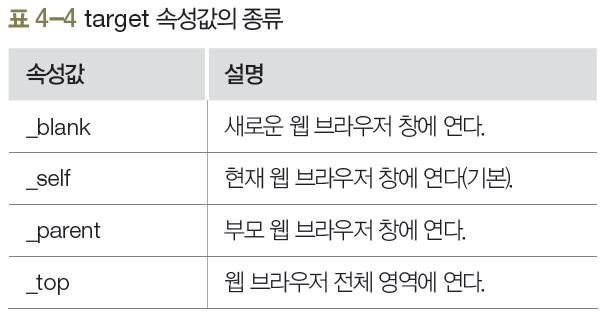 표 4-4 target 속성값의 종류
속성값 설명
_blank 새로운 웹 브라우저 창에 연다.
_self 현재 웹 브라우저 창에 연다(기본).
_parent 부모 웹 브라우저 창에 연다.
_top 웹 브라우저 전체 영역에 연다.